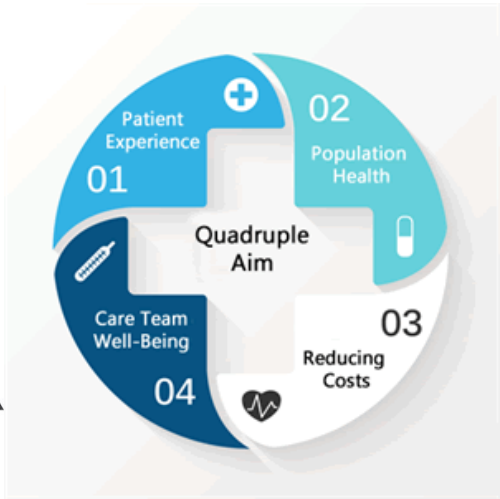 Patient
Experience
01
02
Population
Health
Quadruple
Aim
03
Reducing
Costs
Care Team
Well-Being
04